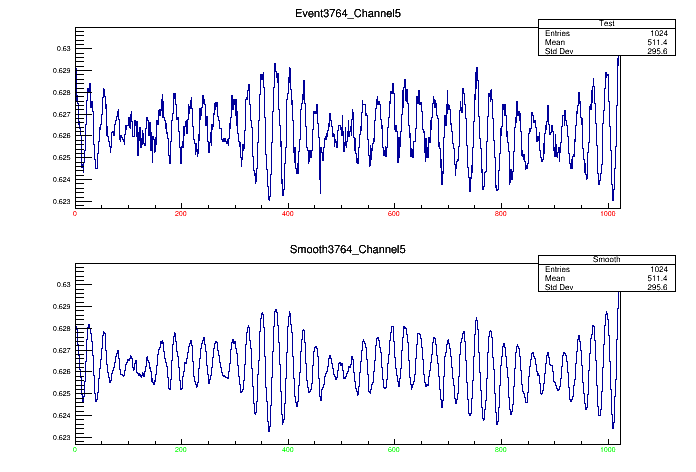 Event3764_Channel5
Test
Entries 1024
Mean 511.4
Std Dev 295.6
0.63
0.629
0.628
0.627
0.626
0.625
0.624
0.623
0 200 400 600 800 1000
Smooth3764_Channel5
Smooth
Entries 1024
Mean 511.4
Std Dev 295.6
0.63
0.629
0.628
0.627
0.626
0.625
0.624
0.623
0 200 400 600 800 1000